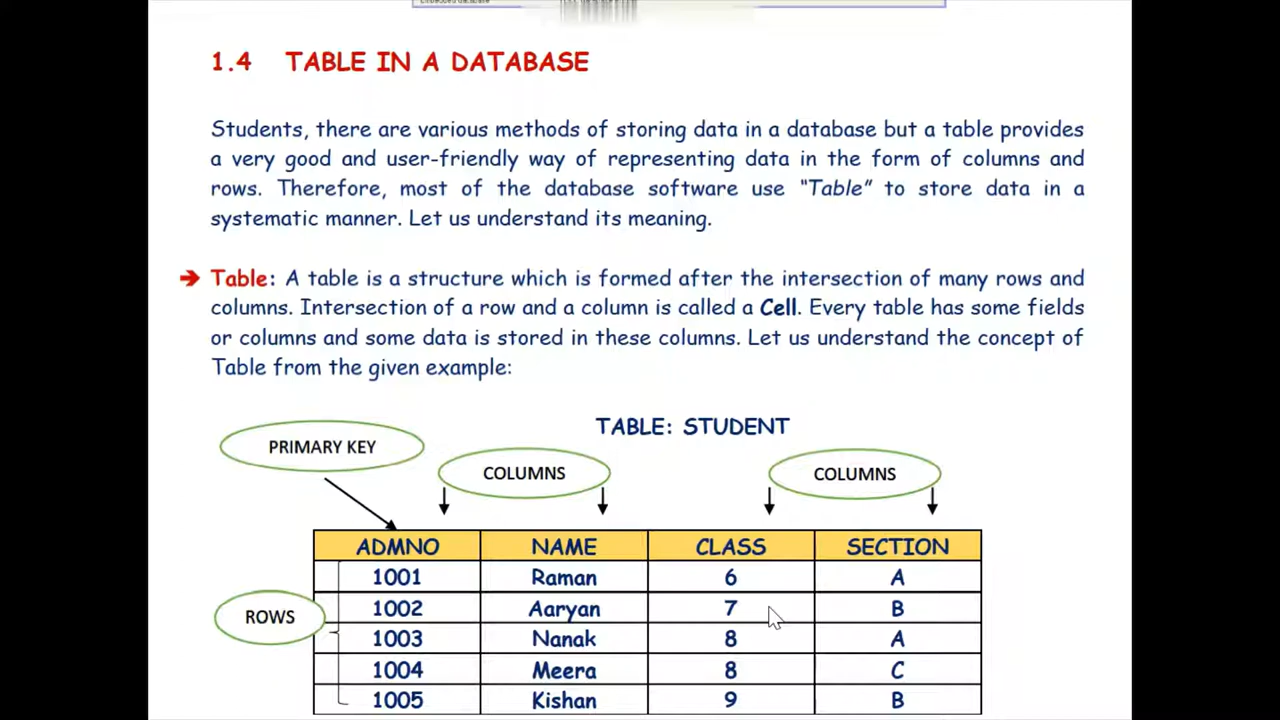 1.4 TABLE IN A DATABASE
Students, there are various methods of storing data in a database but a table provides
a very good and user-friendly way of representing data in the form of columns and
rows. Therefore, most of the database software use “Table” to store data in a
systematic manner. Let us understand its meaning.
➔ Table: A table is a structure which is formed after the intersection of many rows and
columns. Intersection of a row and a column is called a Cell. Every table has some fields
or columns and some data is stored in these columns. Let us understand the concept of
Table from the given example:
TABLE: STUDENT
PRIMARY KEY
COLUMNS COLUMNS
ADMNO NAME CLASS SECTION
1001 Raman 6 A
1002 Aaryan 7 B
ROWS
1003 Nanak 8 A
1004 Meera 8 C
1005 Kishan 9 B